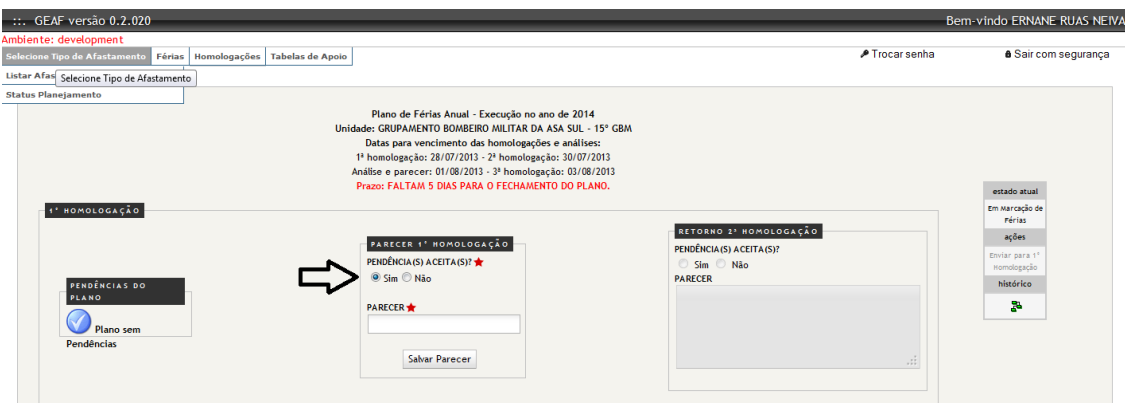 ::. GEAF versão 0.2.020
Bem-vindo ERNANE RUAS NEIVA
Ambiente: development
Selecione Tipo de Afastamento Férias Homologações Tabelas de Apoio
Trocar senha
Sair com segurança
Listar Afas
Selecione Tipo de Afastamento
Status Planejamento
Plano de Férias Anual - Execução no ano de 2014
Unidade: GRUPAMENTO BOMBEIRO MILITAR DA ASA SUL - 15º GBM
Datas para vencimento das homologações e análises:
1ª homologação: 28/07/2013 - 2ª homologação: 30/07/2013
Análise e parecer: 01/08/2013 - 3ª homologação: 03/08/2013
Prazo: FALTAM 5 DIAS PARA O FECHAMENTO DO PLANO.
1ª HOMOLOGAÇÃO
PENDÊNCIAS DO
PLANO
Plano sem
Pendências
PARECER 1ª HOMOLOGAÇÃO
PENDÊNCIA(S) ACEITA(S)?
Sim Não
PARECER
Salvar Parecer
RETORNO 2ª HOMOLOGAÇÃO
PENDÊNCIA(S) ACEITA(S)?
Sim Não
PARECER
estado atual
Em Marcação de
Férias
ações
Enviar para 1ª
Homologação
histórico